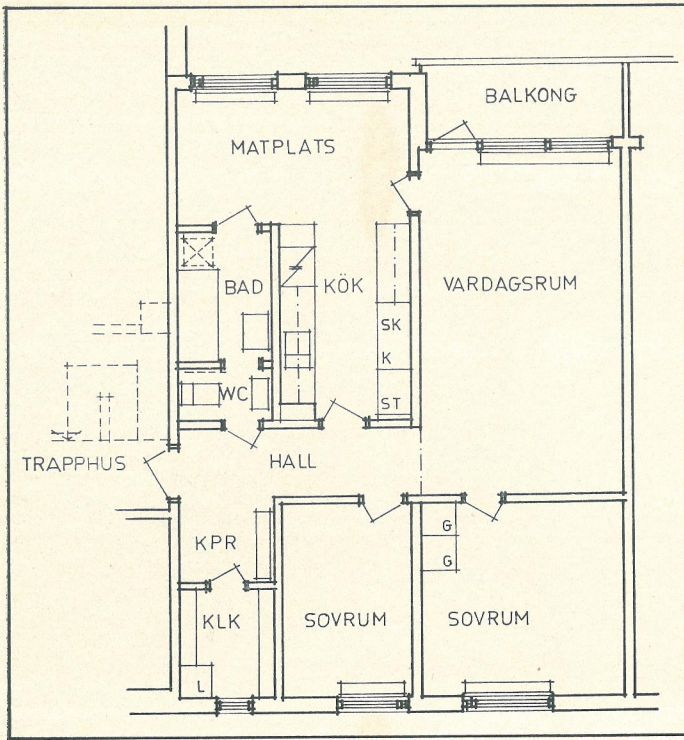 BALKONG
MATPLATS
BAD
KÖK
VARDAGSRUM
SK
K
WC
ST
TRAPPHUS
HALL
G
KPR
G
KLK
SOVRUM
SOVRUM
L